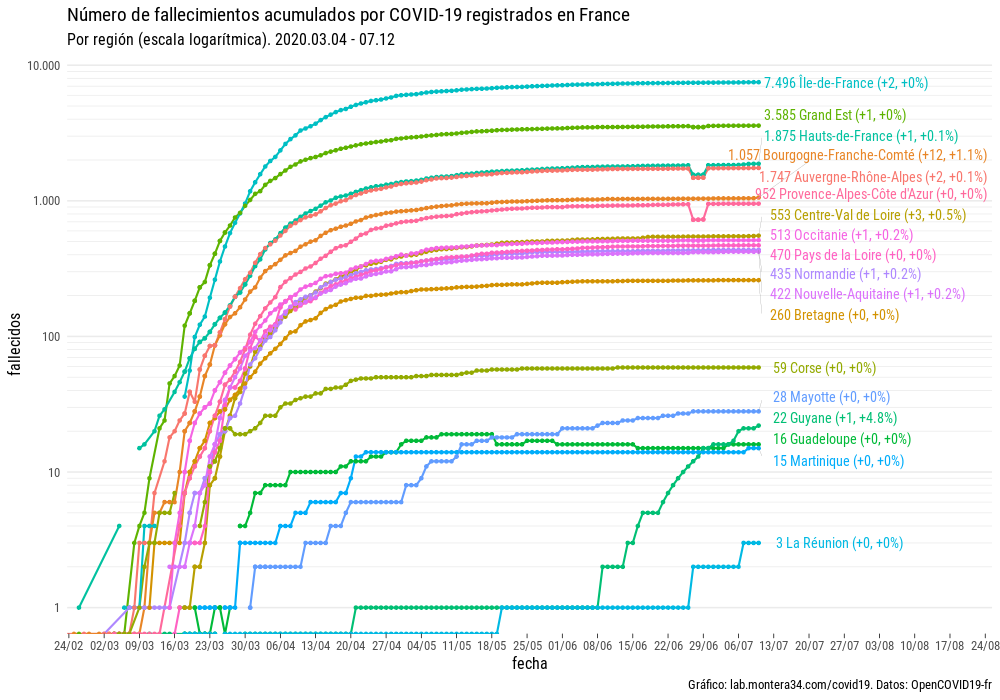 Número de fallecimientos acumulados por COVID-19 registrados en France
Por región (escala logarítmica). 2020.03.04 - 07.12
fallecidos
10.000
1.000
100
10
1
7.496 Île-de-France (+2, +0%)
3.585 Grand Est (+1, +0%)
1.875 Hauts-de-France (+1, +0.1%)
1.057 Bourgogne-Franche-Comté (+12, +1.1%)
1.747 Auvergne-Rhône-Alpes (+2, +0.1%)
952 Provence-Alpes-Côte d'Azur (+0, +0%)
553 Centre-Val de Loire (+3, +0.5%)
513 Occitanie (+1, +0.2%)
470 Pays de la Loire (+0, +0%)
435 Normandie (+1, +0.2%)
422 Nouvelle-Aquitaine (+1, +0.2%)
260 Bretagne (+0, +0%)
59 Corse (+0, +0%)
28 Mayotte (+0, +0%)
22 Guyane (+1, +4.8%)
16 Guadeloupe (+0, +0%)
15 Martinique (+0, +0%)
3 La Réunion (+0, +0%)
24/02 02/03 09/03 16/03 23/03 30/03 06/04 13/04 20/04 27/04 04/05 11/05 18/05 25/05 01/06 08/06 15/06 22/06 29/06 06/07 13/07 20/07 27/07 03/08 10/08 17/08 24/08
fecha
Gráfico: lab.montera34.com/covid19. Datos: OpenCOVID19-fr